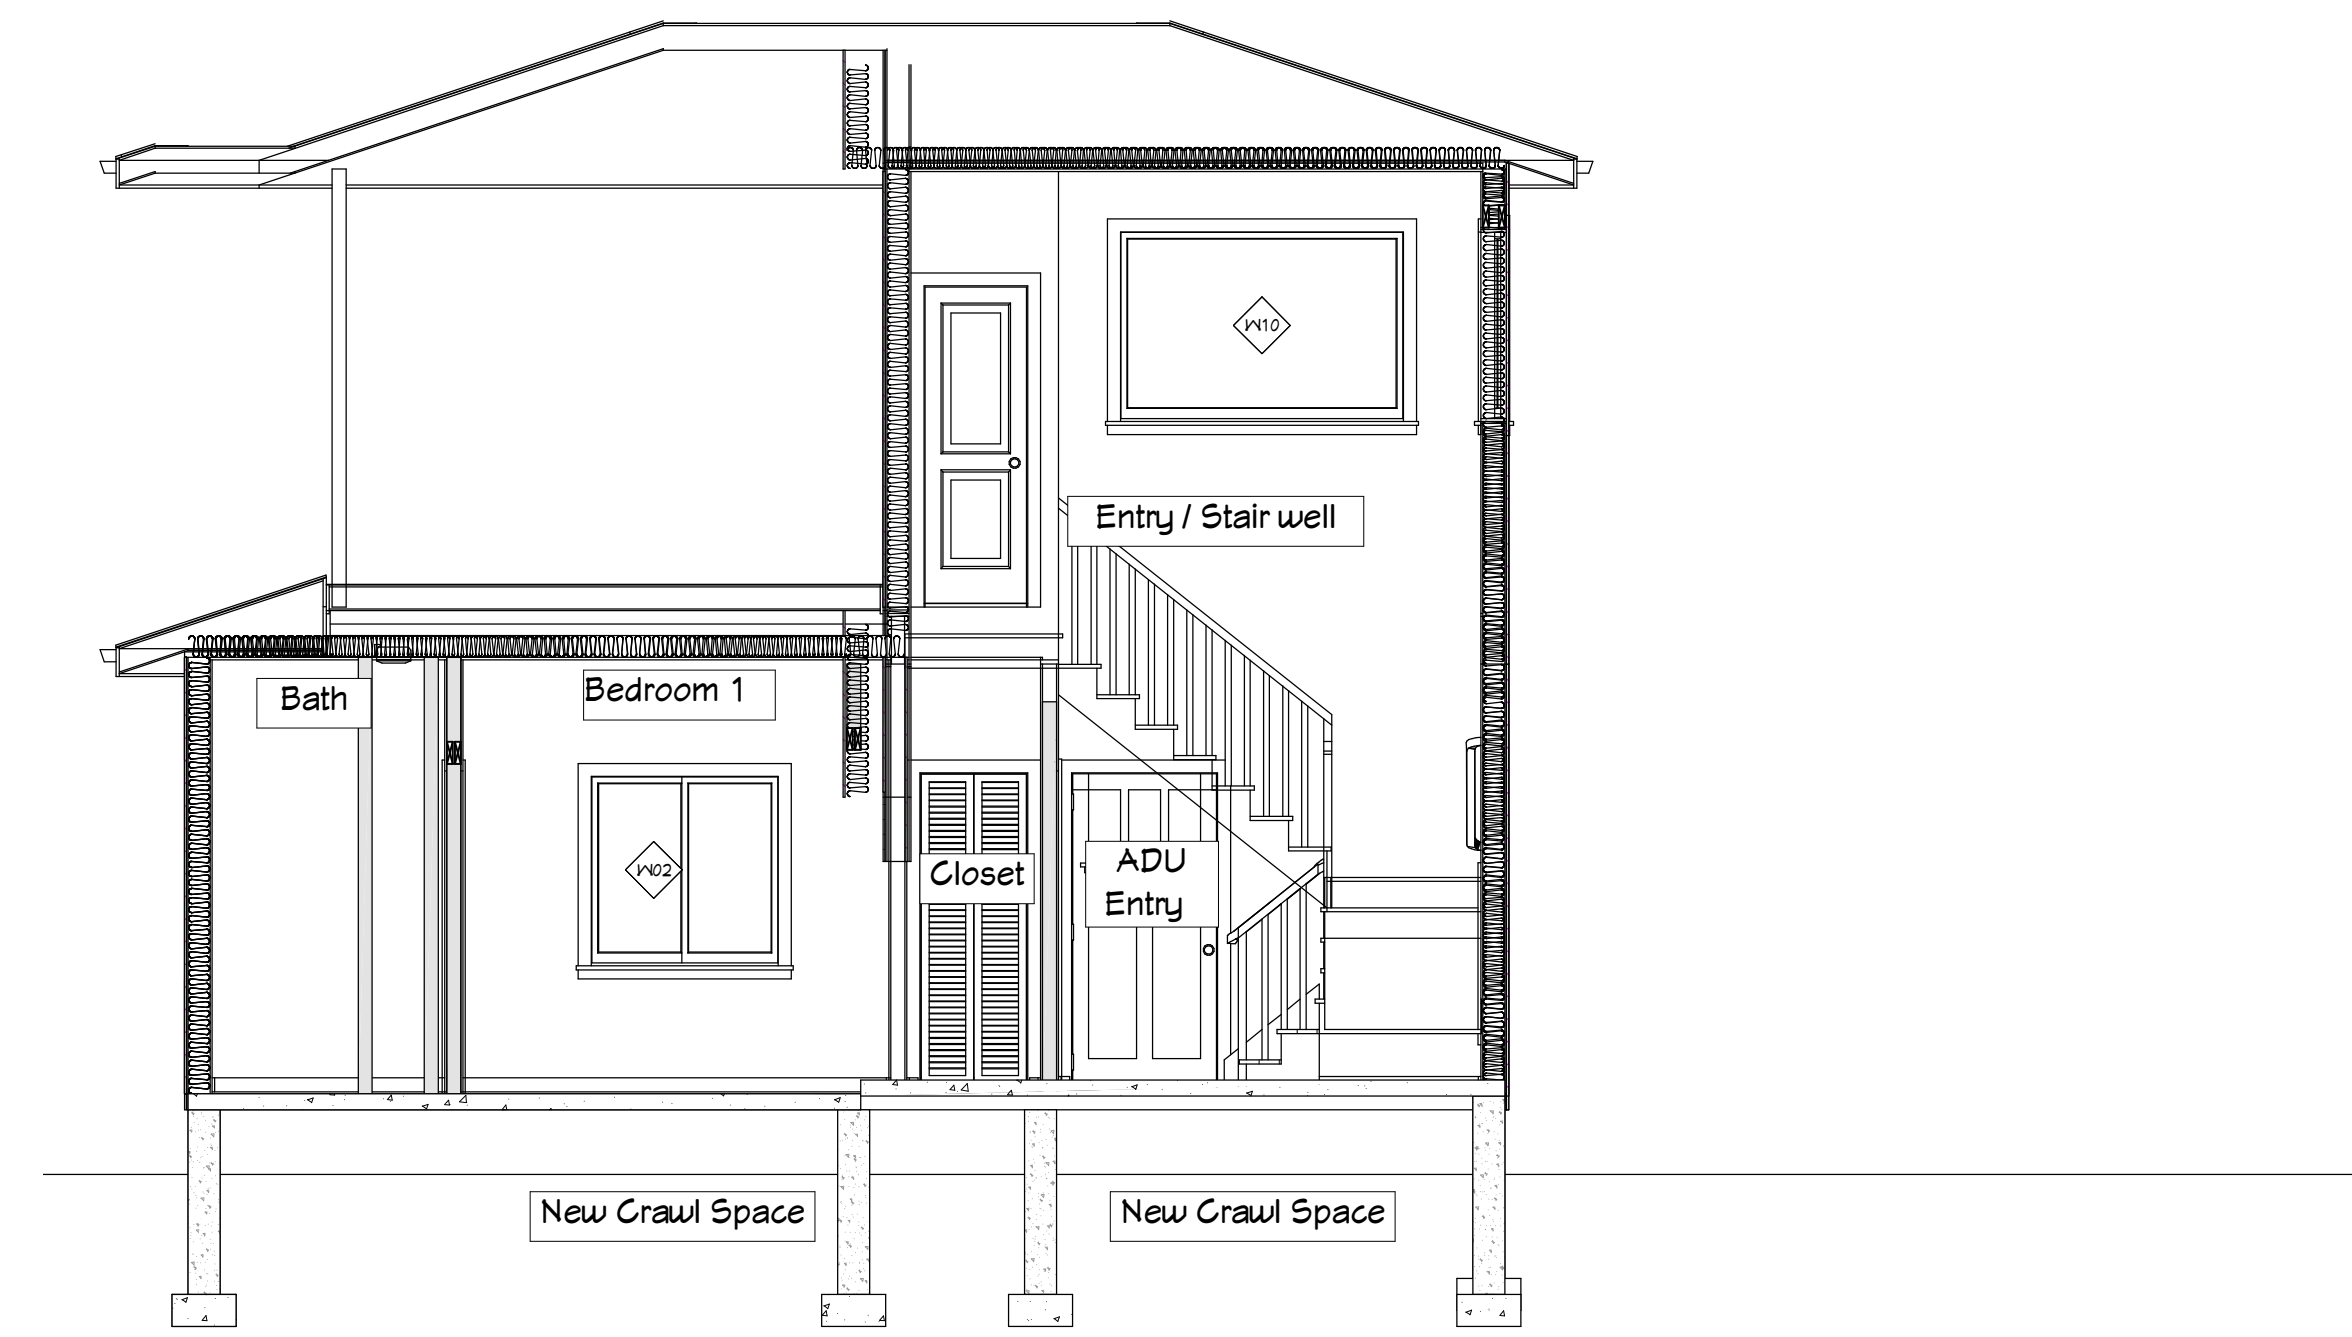 W10
Entry / Stair well
Bath
Bedroom 1
W02
Closet
ADU
Entry
New Crawl Space
New Crawl Space